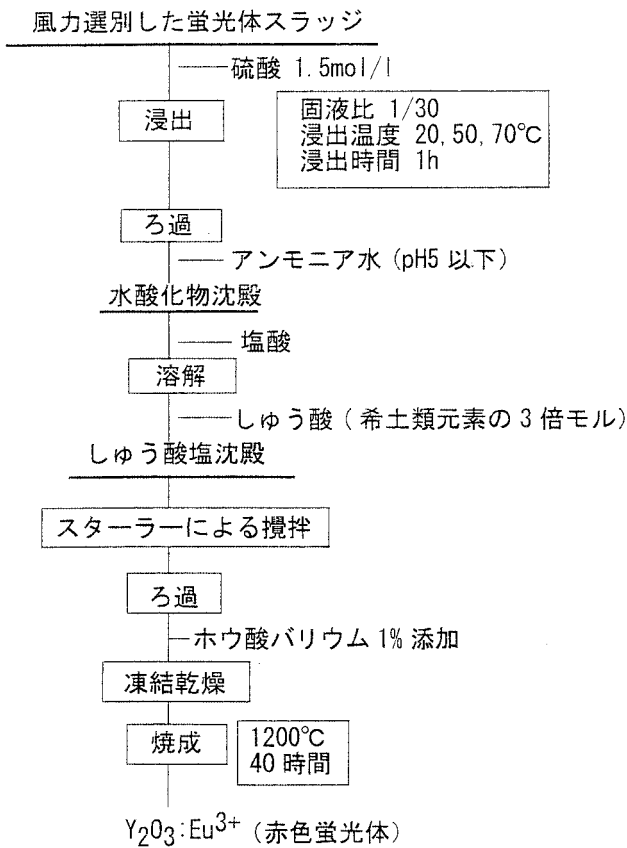 風力選別した蛍光体スラッジ
硫酸 1.5mol/l
浸出
固液比 1/30
浸出温度 20,50,70℃
浸出時間 1h
ろ過
アンモニア水 (pH5 以下)
水酸化物沈殿
塩酸
溶解
しゅう酸 ( 希土類元素の 3 倍モル)
しゅう酸塩沈殿
スターラーによる攪拌
ろ過
ホウ酸バリウム 1% 添加
凍結乾燥
焼成
1200℃
40 時間
Y₂O₃:Eu³⁺ (赤色蛍光体)